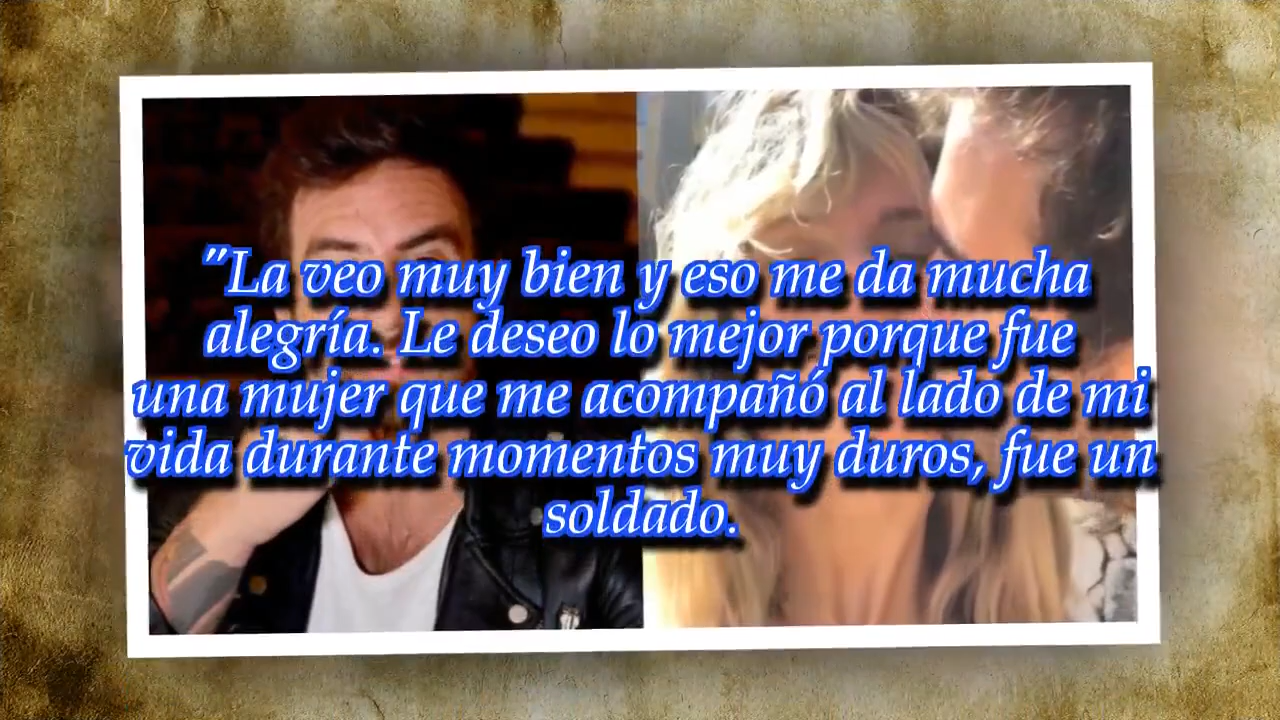 "La veo muy bien y eso me da mucha
alegría. Le deseo lo mejor porque fue
una mujer que me acompañó al lado de mi
vida durante momentos muy duros, fue un
soldado.